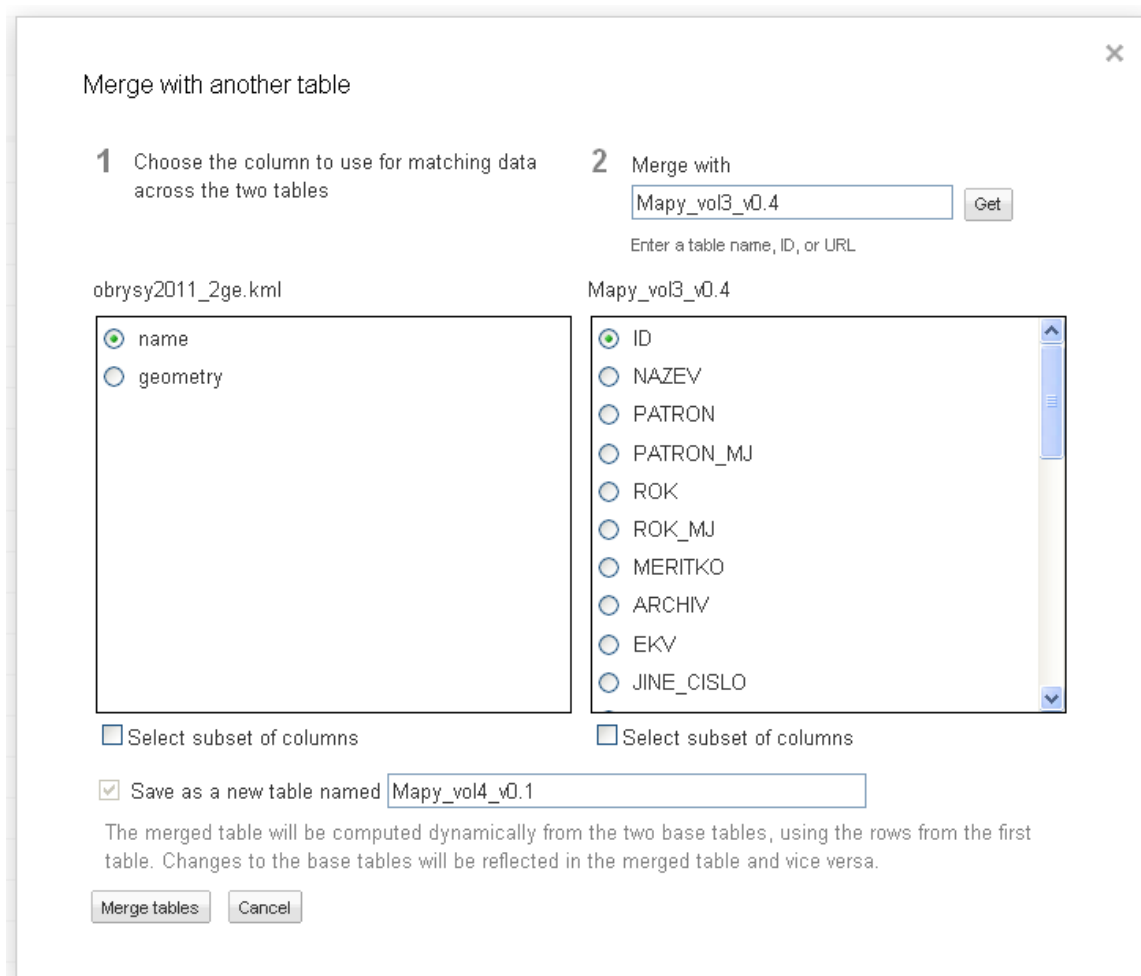 Merge with another table
1 Choose the column to use for matching data
across the two tables
2 Merge with
Mapy_vol3_v0.4 Get
Enter a table name, ID, or URL
obrysy2011_2ge.kml
name
geometry
Select subset of columns
Mapy_vol3_v0.4
ID
NAZEV
PATRON
PATRON_MJ
ROK
ROK_MJ
MERITKO
ARCHIV
EKV
JINE_CISLO
Select subset of columns
Save as a new table named Mapy_vol4_v0.1
The merged table will be computed dynamically from the two base tables, using the rows from the first
table. Changes to the base tables will be reflected in the merged table and vice versa.
Merge tables Cancel